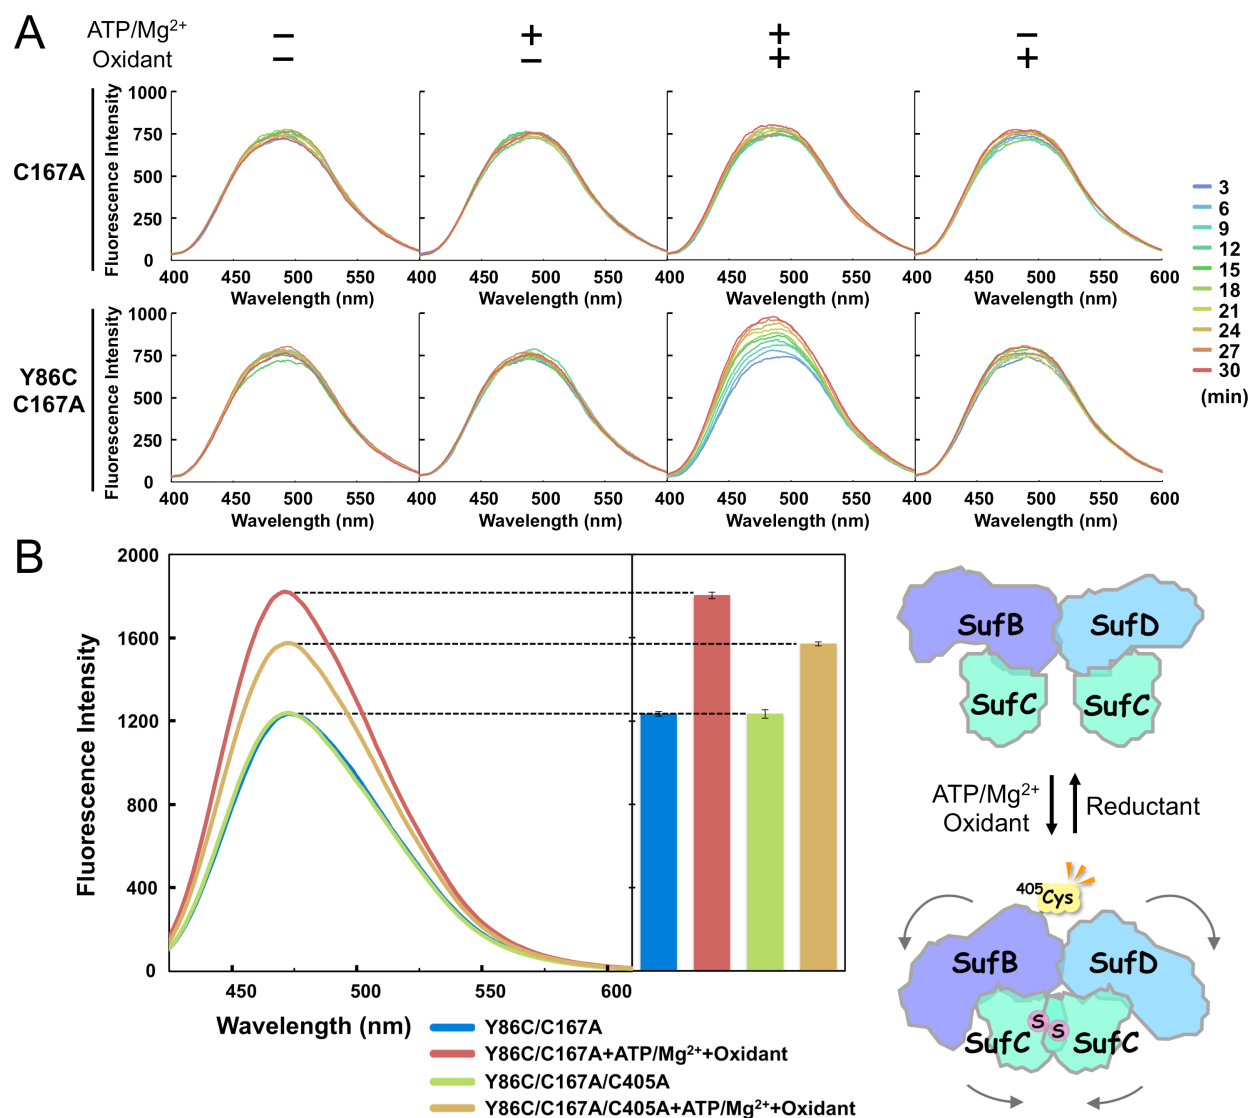 A
ATP/Mg²⁺ − + + −
Oxidant − − + +
C167A
Fluorescence Intensity
1000
750
500
250
0
400 450 500 400 450 500 400 450 500 400 450 500 550 600
Wavelength (nm) Wavelength (nm) Wavelength (nm) Wavelength (nm)
3
6
9
12
15
18
21
24
27
30
(min)
Y86C
C167A
Fluorescence Intensity
1000
750
500
250
0
400 450 500 400 450 500 400 450 500 400 450 500 550 600
Wavelength (nm) Wavelength (nm) Wavelength (nm) Wavelength (nm)
B
Fluorescence Intensity
2000
1600
1200
800
400
0
450 500 550 600
Wavelength (nm)
Y86C/C167A
Y86C/C167A+ATP/Mg²⁺+Oxidant
Y86C/C167A/C405A
Y86C/C167A/C405A+ATP/Mg²⁺+Oxidant
SufB SufD
SufC SufC
ATP/Mg²⁺
Oxidant
Reductant
⁴⁰⁵Cys
SufB SufD
S S
SufC SufC